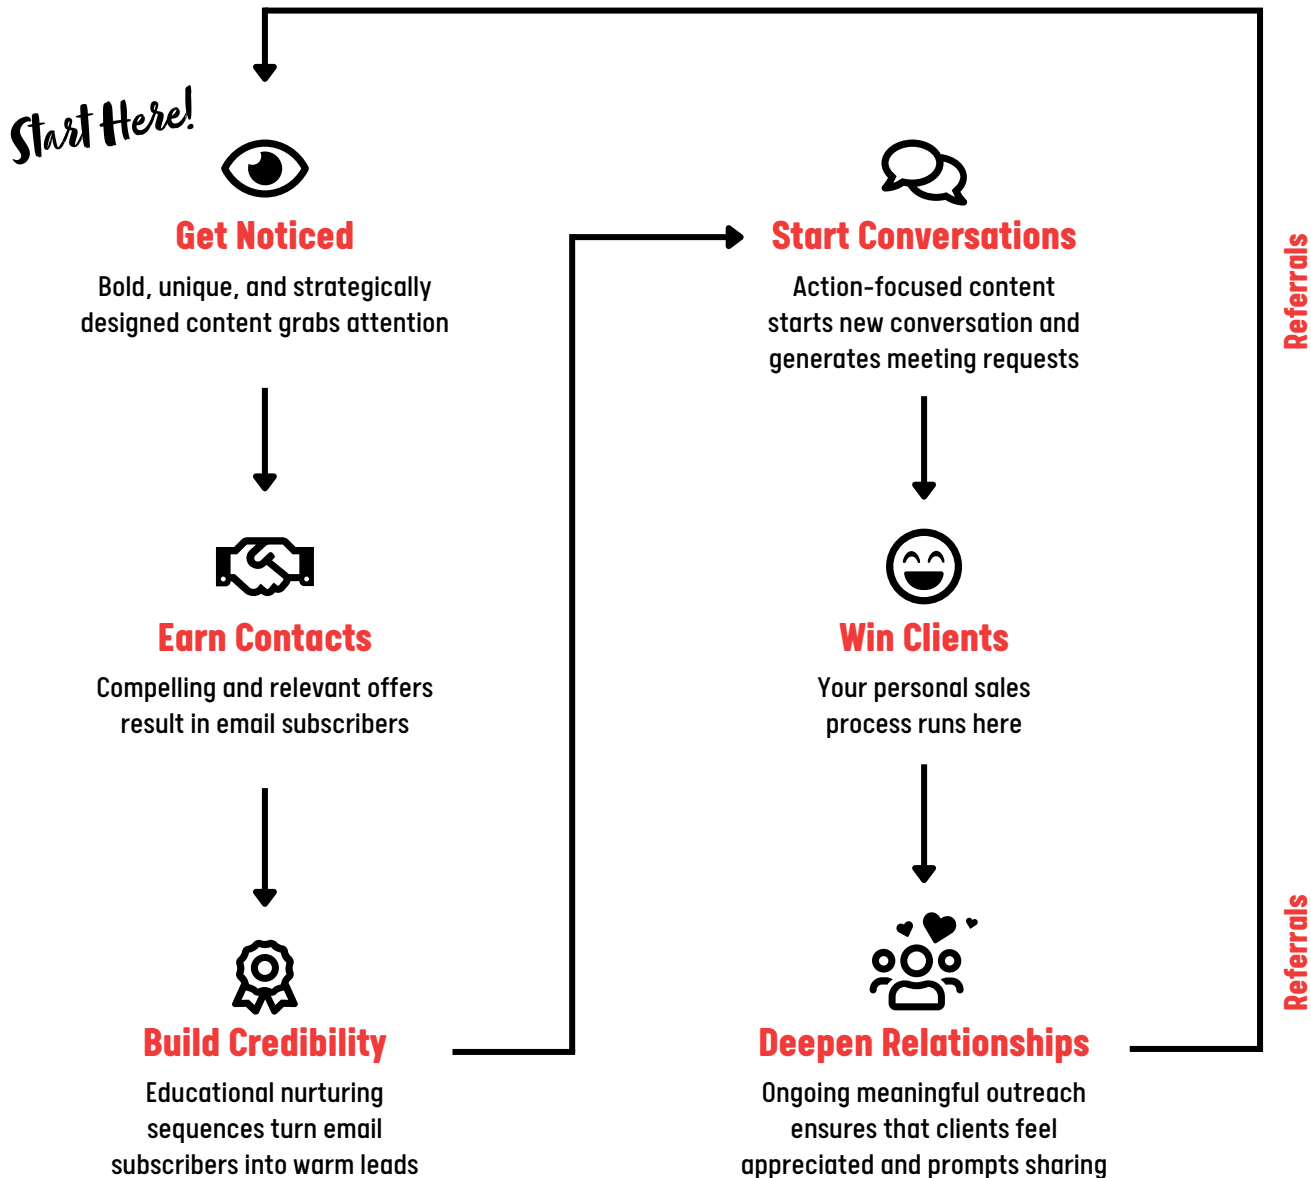 Start Here!
Get Noticed
Bold, unique, and strategically
designed content grabs attention
Earn Contacts
Compelling and relevant offers
result in email subscribers
Build Credibility
Educational nurturing
sequences turn email
subscribers into warm leads
Start Conversations
Action-focused content
starts new conversation and
generates meeting requests
Win Clients
Your personal sales
process runs here
Deepen Relationships
Ongoing meaningful outreach
ensures that clients feel
appreciated and prompts sharing
Referrals
Referrals